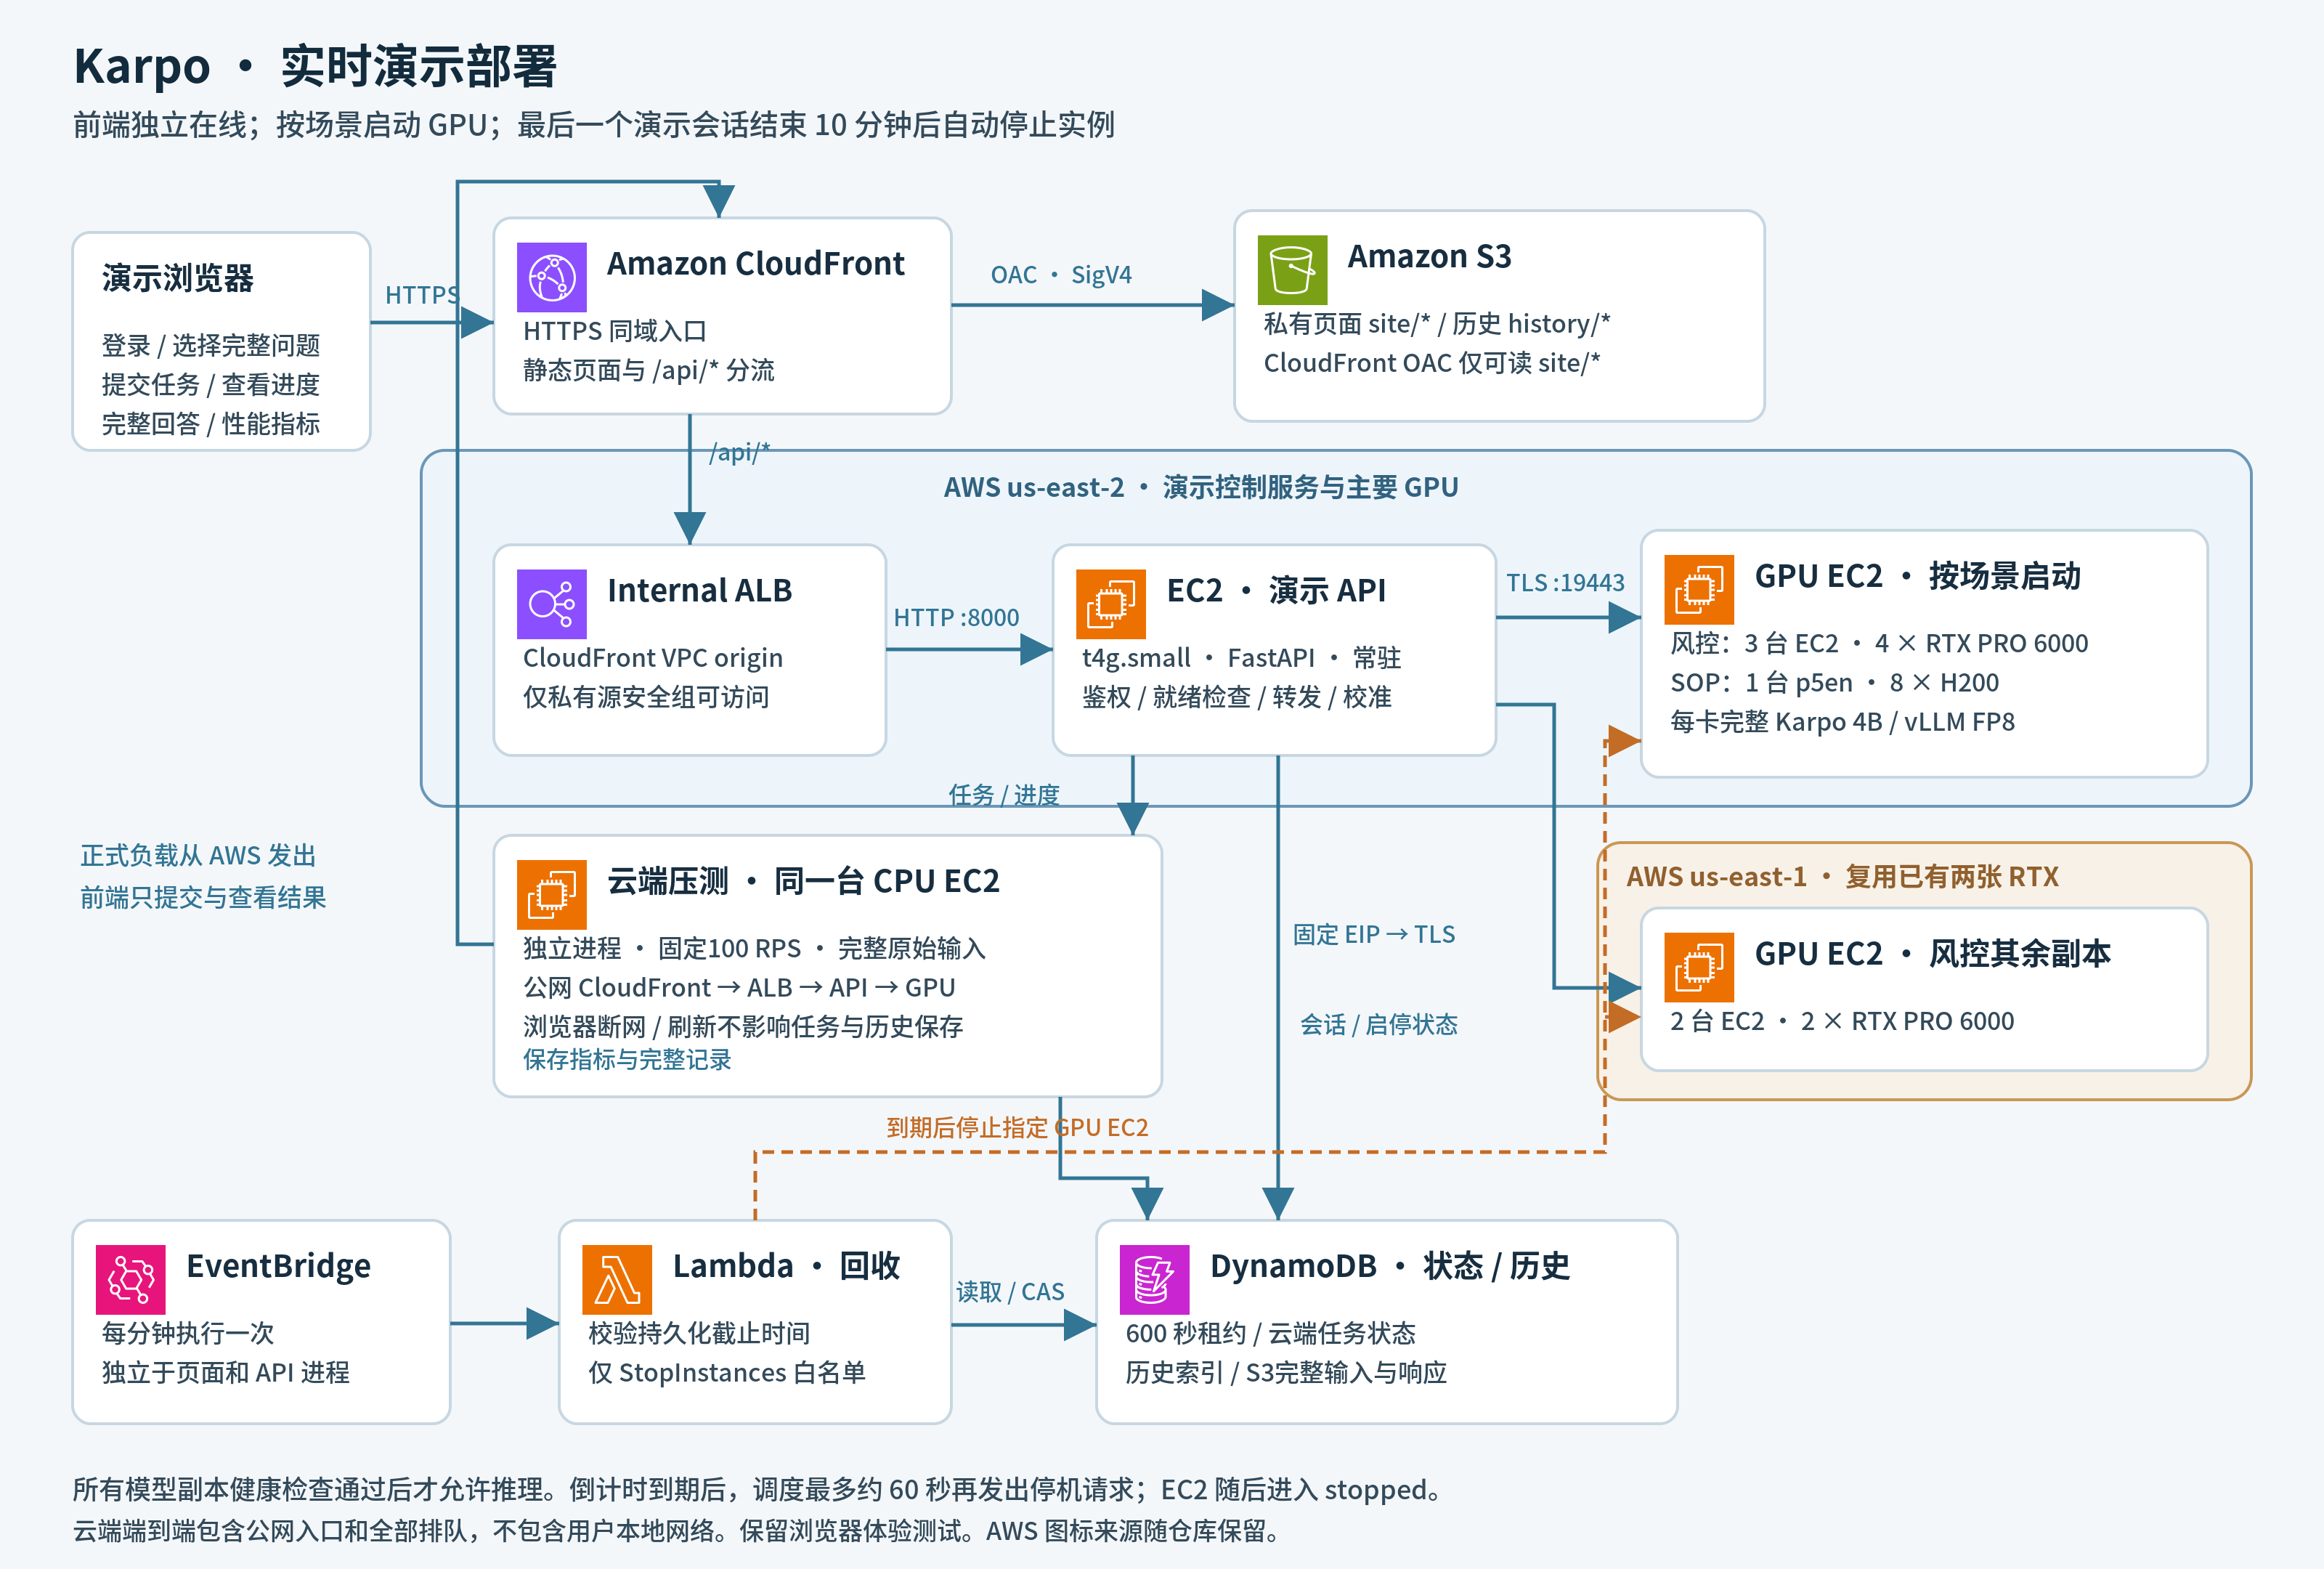 Karpo · 实时演示部署
前端独立在线；按场景启动 GPU；最后一个演示会话结束 10 分钟后自动停止实例
演示浏览器
登录 / 选择完整问题
提交任务 / 查看进度
完整回答 / 性能指标
HTTPS
Amazon CloudFront
HTTPS 同域入口
静态页面与 /api/* 分流
OAC · SigV4
Amazon S3
私有页面 site/* / 历史 history/*
CloudFront OAC 仅可读 site/*
/api/*
AWS us-east-2 · 演示控制服务与主要 GPU
Internal ALB
CloudFront VPC origin
仅私有源安全组可访问
HTTP :8000
EC2 · 演示 API
t4g.small · FastAPI · 常驻
鉴权 / 就绪检查 / 转发 / 校准
TLS :19443
GPU EC2 · 按场景启动
风控：3 台 EC2 · 4 × RTX PRO 6000
SOP：1 台 p5en · 8 × H200
每卡完整 Karpo 4B / vLLM FP8
任务 / 进度
正式负载从 AWS 发出
前端只提交与查看结果
云端压测 · 同一台 CPU EC2
独立进程 · 固定100 RPS · 完整原始输入
公网 CloudFront → ALB → API → GPU
浏览器断网 / 刷新不影响任务与历史保存
保存指标与完整记录
固定 EIP → TLS
会话 / 启停状态
AWS us-east-1 · 复用已有两张 RTX
GPU EC2 · 风控其余副本
2 台 EC2 · 2 × RTX PRO 6000
到期后停止指定 GPU EC2
EventBridge
每分钟执行一次
独立于页面和 API 进程
Lambda · 回收
校验持久化截止时间
仅 StopInstances 白名单
读取 / CAS
DynamoDB · 状态 / 历史
600 秒租约 / 云端任务状态
历史索引 / S3完整输入与响应
所有模型副本健康检查通过后才允许推理。倒计时到期后，调度最多约 60 秒再发出停机请求；EC2 随后进入 stopped。
云端端到端包含公网入口和全部排队，不包含用户本地网络。保留浏览器体验测试。AWS 图标来源随仓库保留。